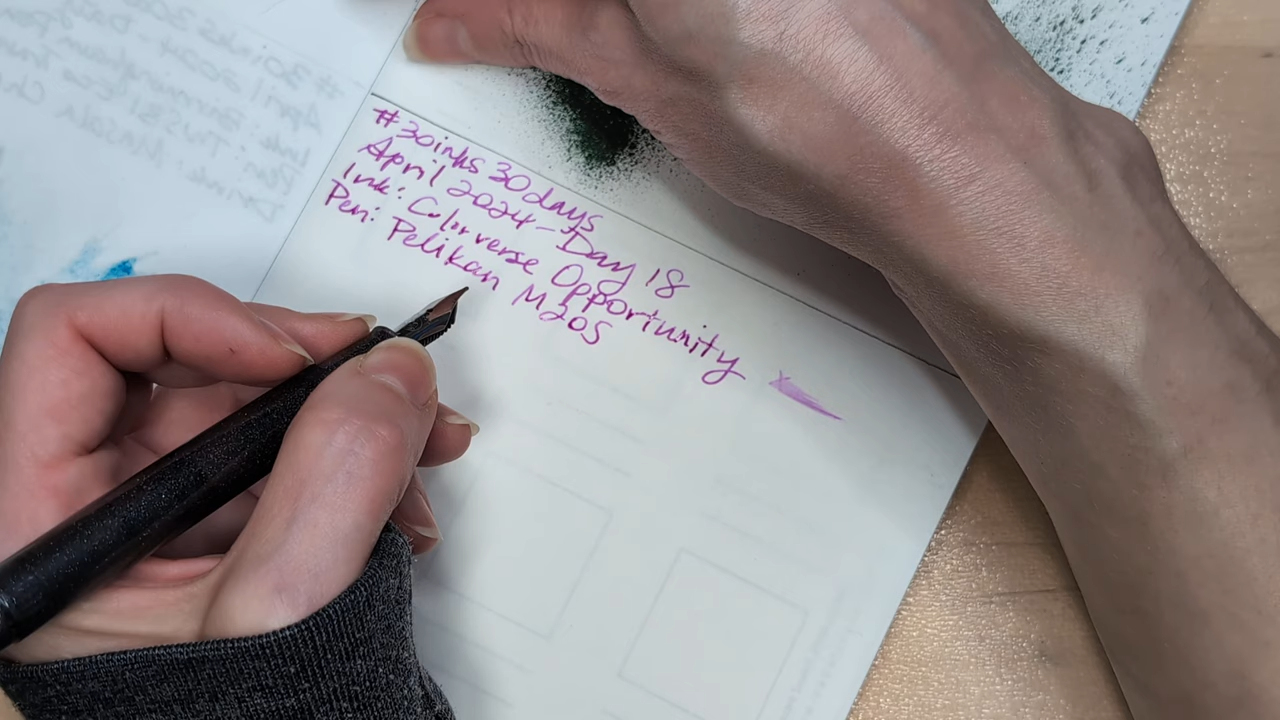 #30inks30days
April 2024 - Day 18
Ink: Colorverse Opportunity
Pen: Pelikan M205